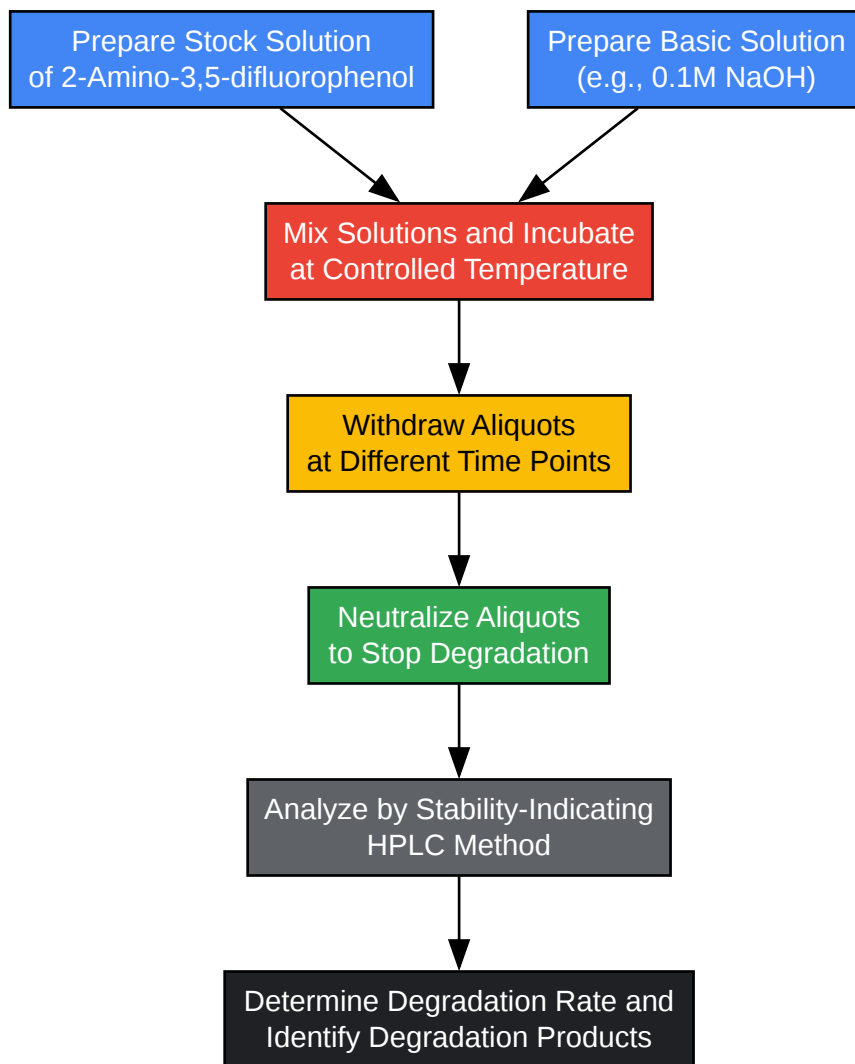 Prepare Stock Solution
of 2-Amino-3,5-difluorophenol
Prepare Basic Solution
(e.g., 0.1M NaOH)
Mix Solutions and Incubate
at Controlled Temperature
Withdraw Aliquots
at Different Time Points
Neutralize Aliquots
to Stop Degradation
Analyze by Stability-Indicating
HPLC Method
Determine Degradation Rate and
Identify Degradation Products